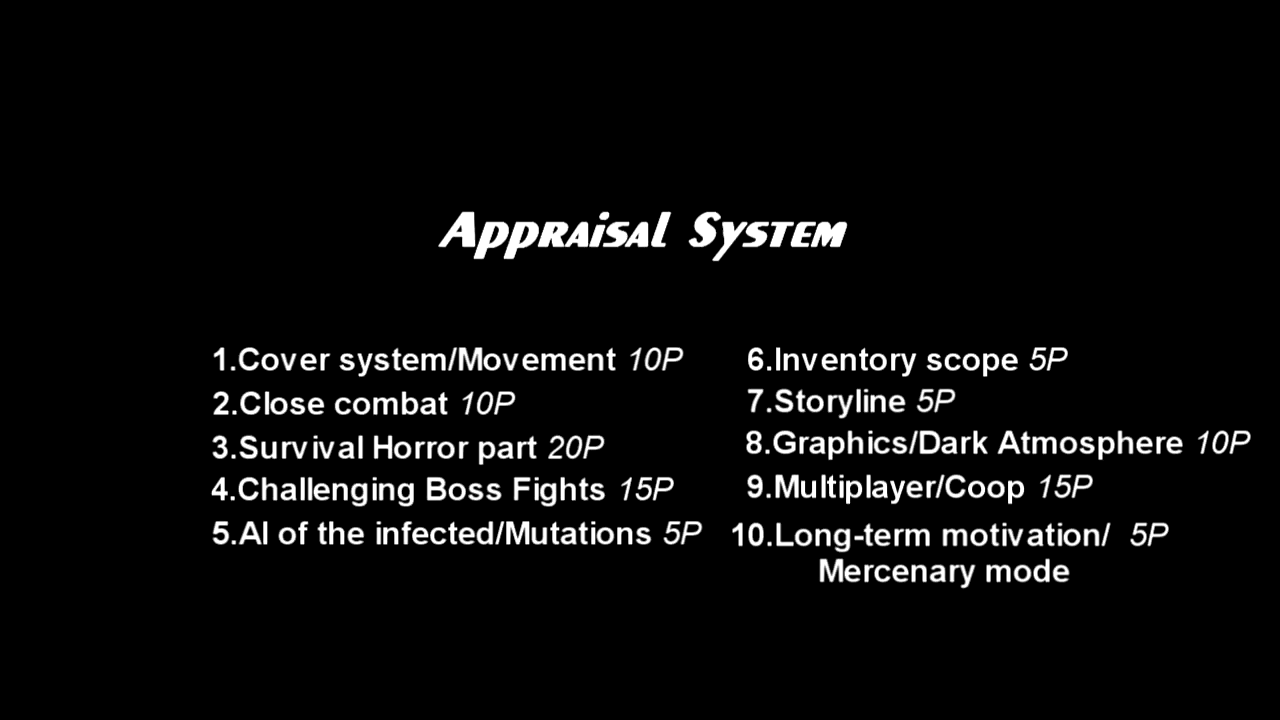 Appraisal System
1.Cover system/Movement 10P
2.Close combat 10P
3.Survival Horror part 20P
4.Challenging Boss Fights 15P
5.AI of the infected/Mutations 5P
6.Inventory scope 5P
7.Storyline 5P
8.Graphics/Dark Atmosphere 10P
9.Multiplayer/Coop 15P
10.Long-term motivation/ 5P
Mercenary mode